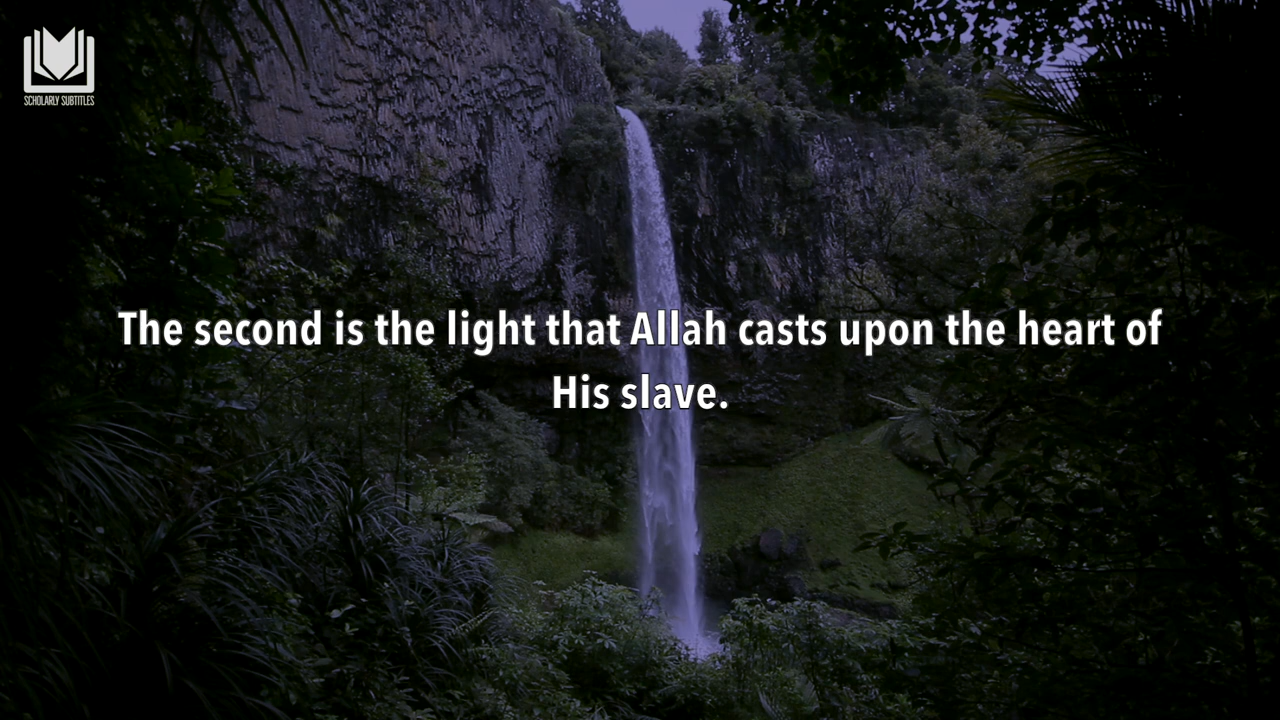 SCHOLARLY SUBTITLES
The second is the light that Allah casts upon the heart of
His slave.